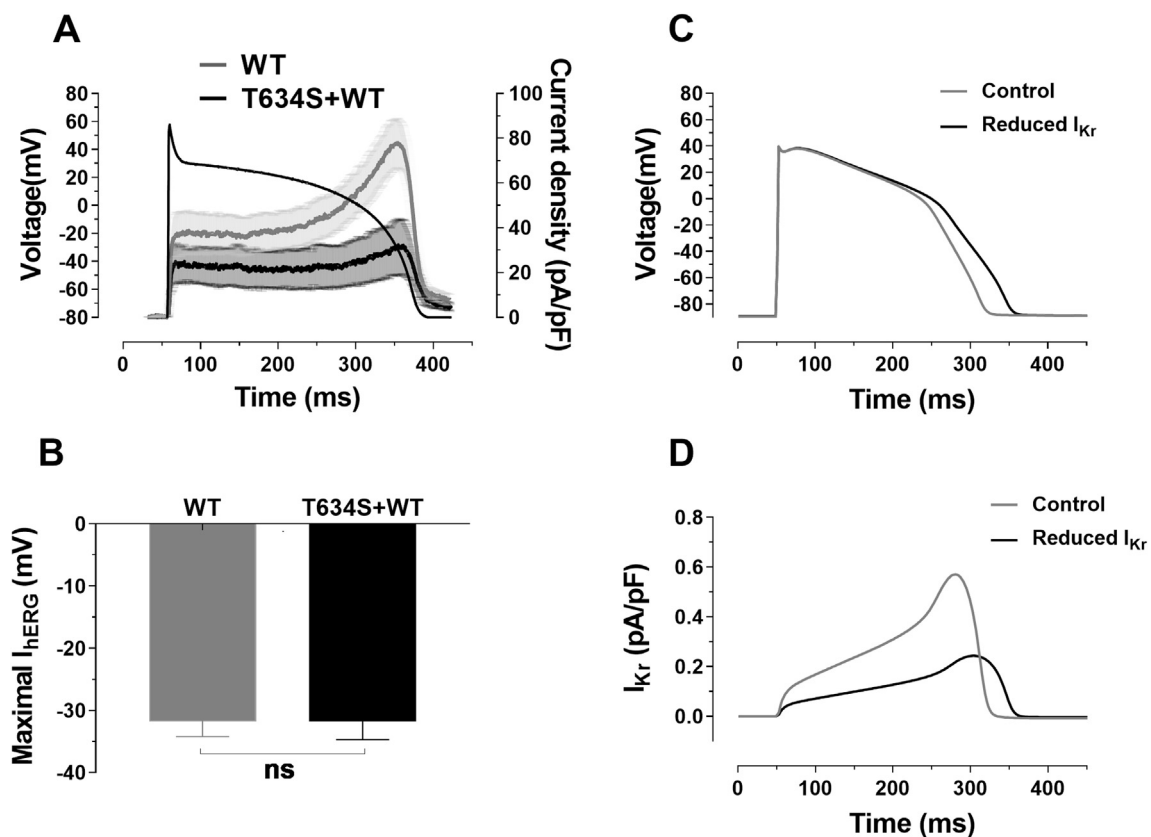 A
WT
T634S+WT
Voltage(mV)
80
60
40
20
0
-20
-40
-60
-80
100
80
60
40
20
0
Current density (pA/pF)
0
100
200
300
400
Time (ms)
B
WT
T634S+WT
Maximal IhERG (mV)
0
-10
-20
-30
-40
ns
C
Control
Reduced IKr
Voltage(mV)
80
60
40
20
0
-20
-40
-60
-80
0
100
200
300
400
Time (ms)
D
Control
Reduced IKr
IKr (pA/pF)
0.8
0.6
0.4
0.2
0.0
0
100
200
300
400
Time (ms)